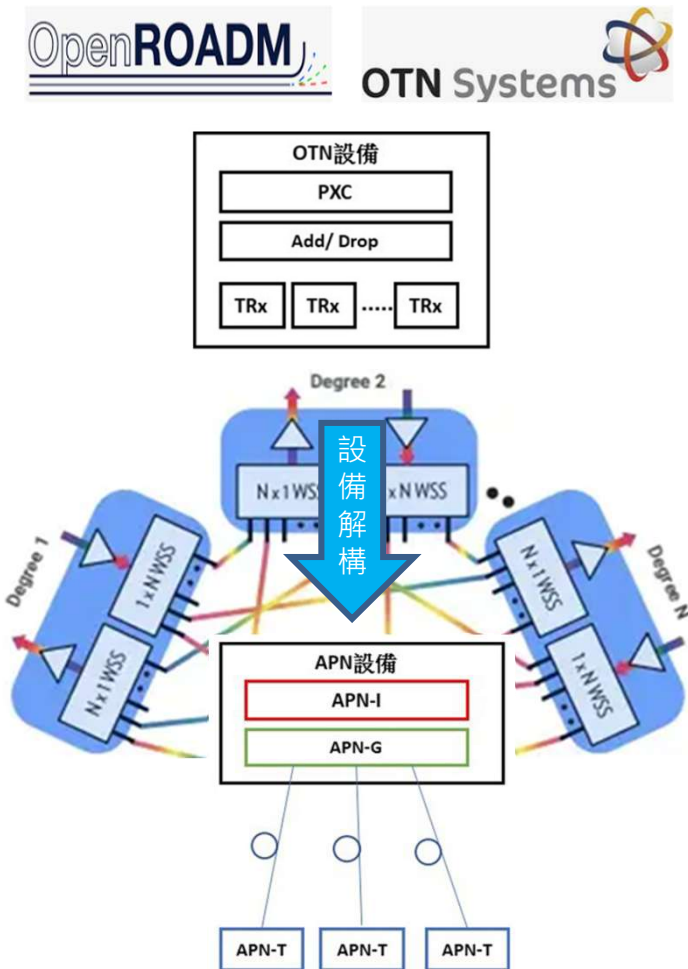 OpenROADM
OTN Systems
OTN設備
PXC
Add/ Drop
TRx TRx ..... TRx
Degree 2
設備解構
N x 1 WSS
x N WSS
Degree 1
1 x N WSS
N x 1 WSS
Degree N
N x 1 WSS
1 x N WSS
APN設備
APN-I
APN-G
APN-T APN-T APN-T